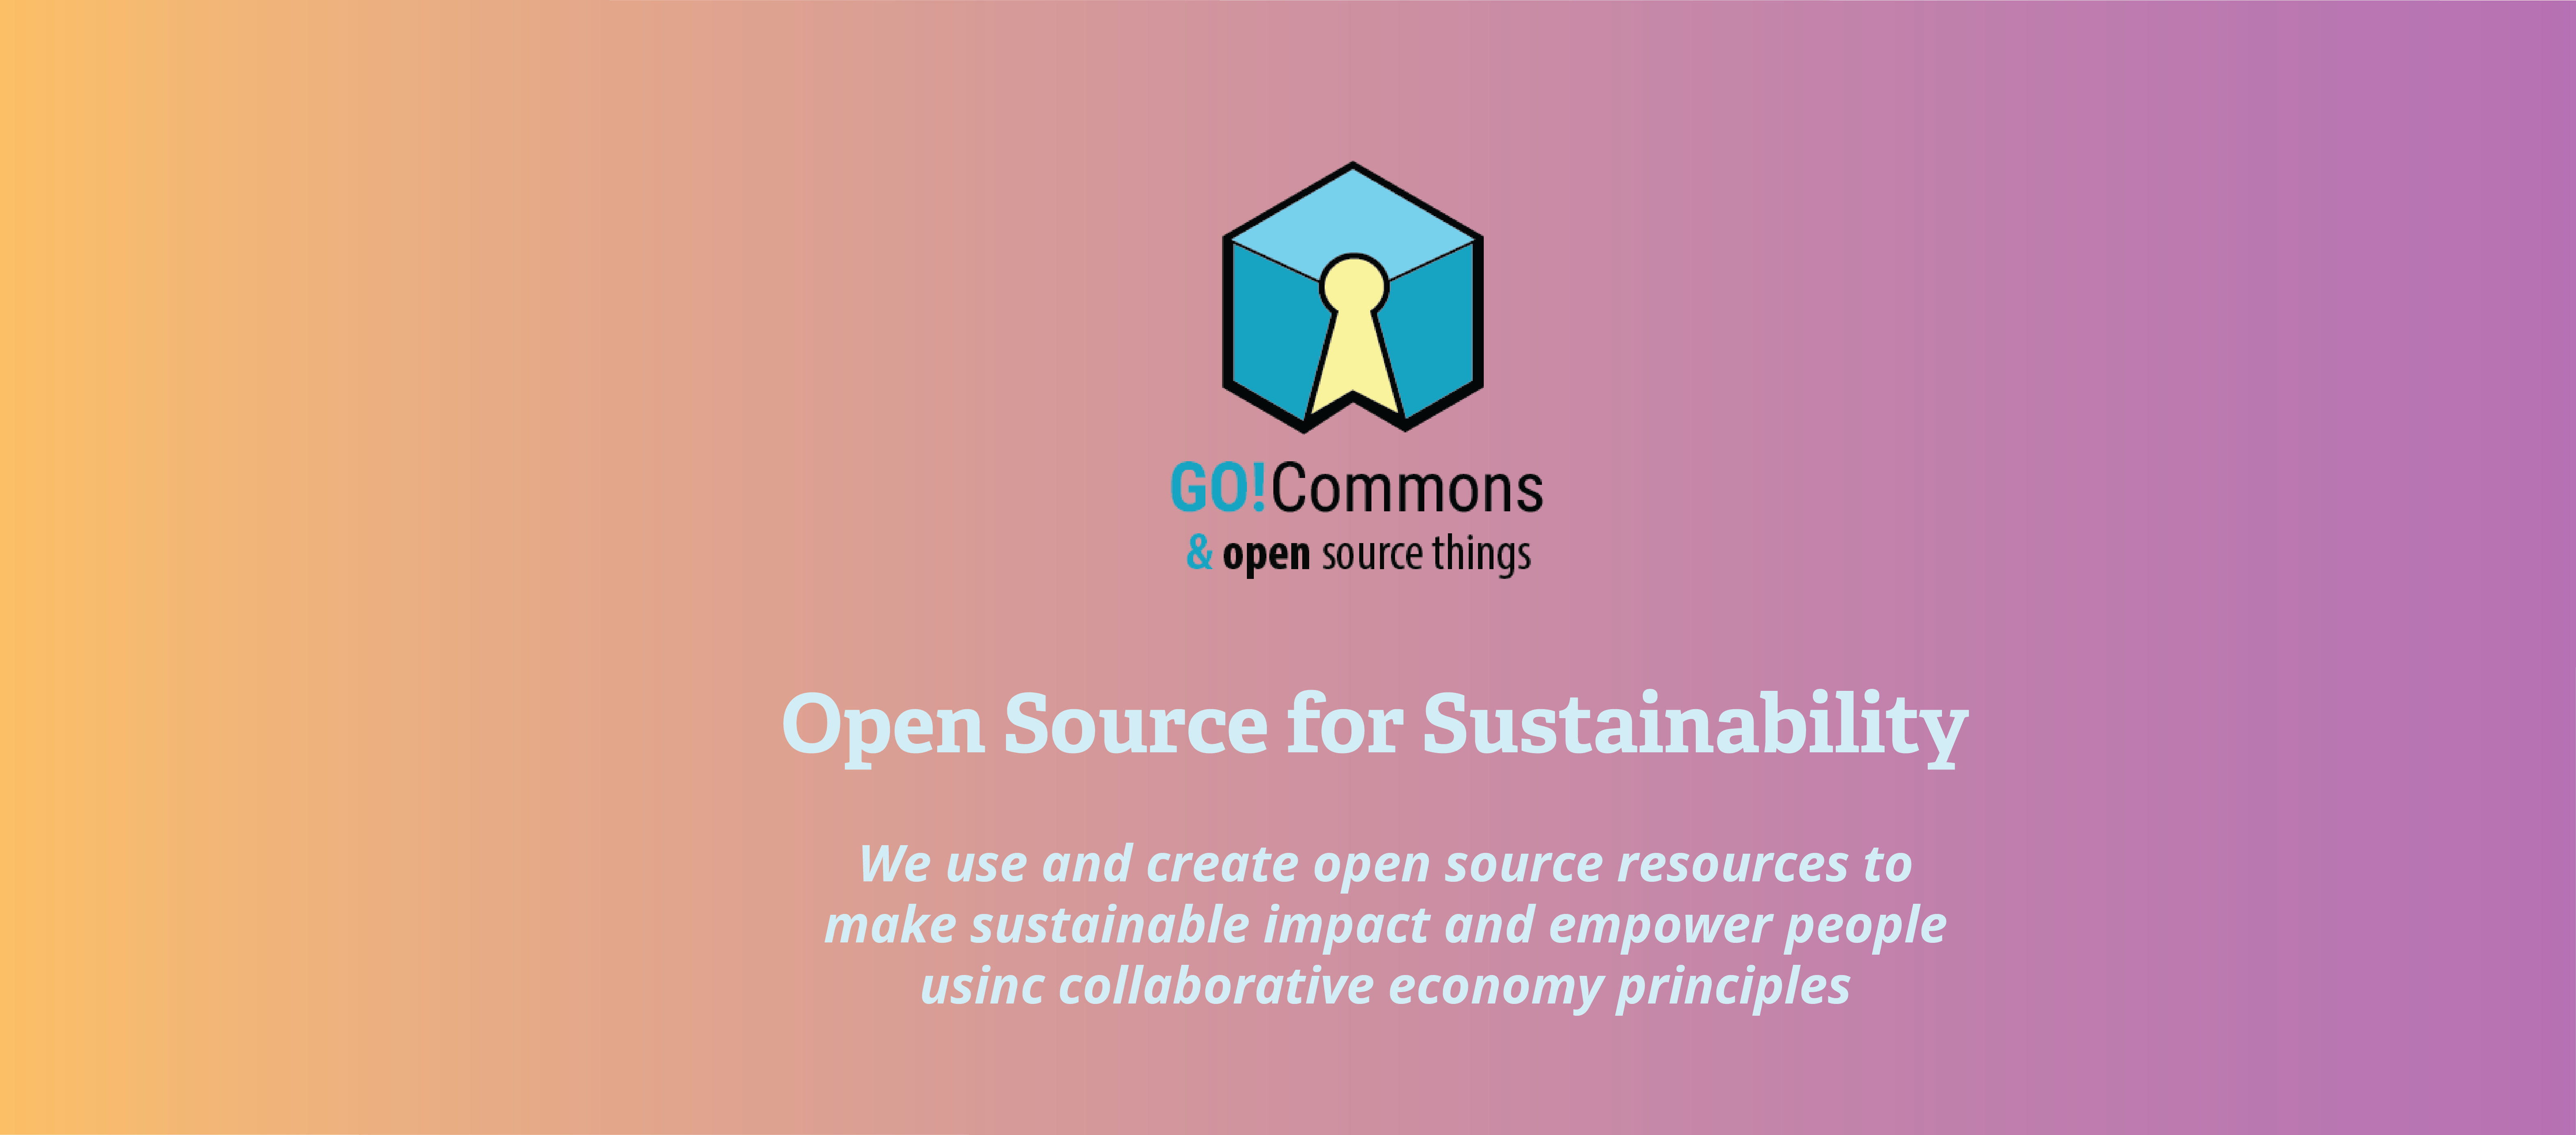 GO!Commons
& open source things
Open Source for Sustainability
We use and create open source resources to
make sustainable impact and empower people
usinc collaborative economy principles